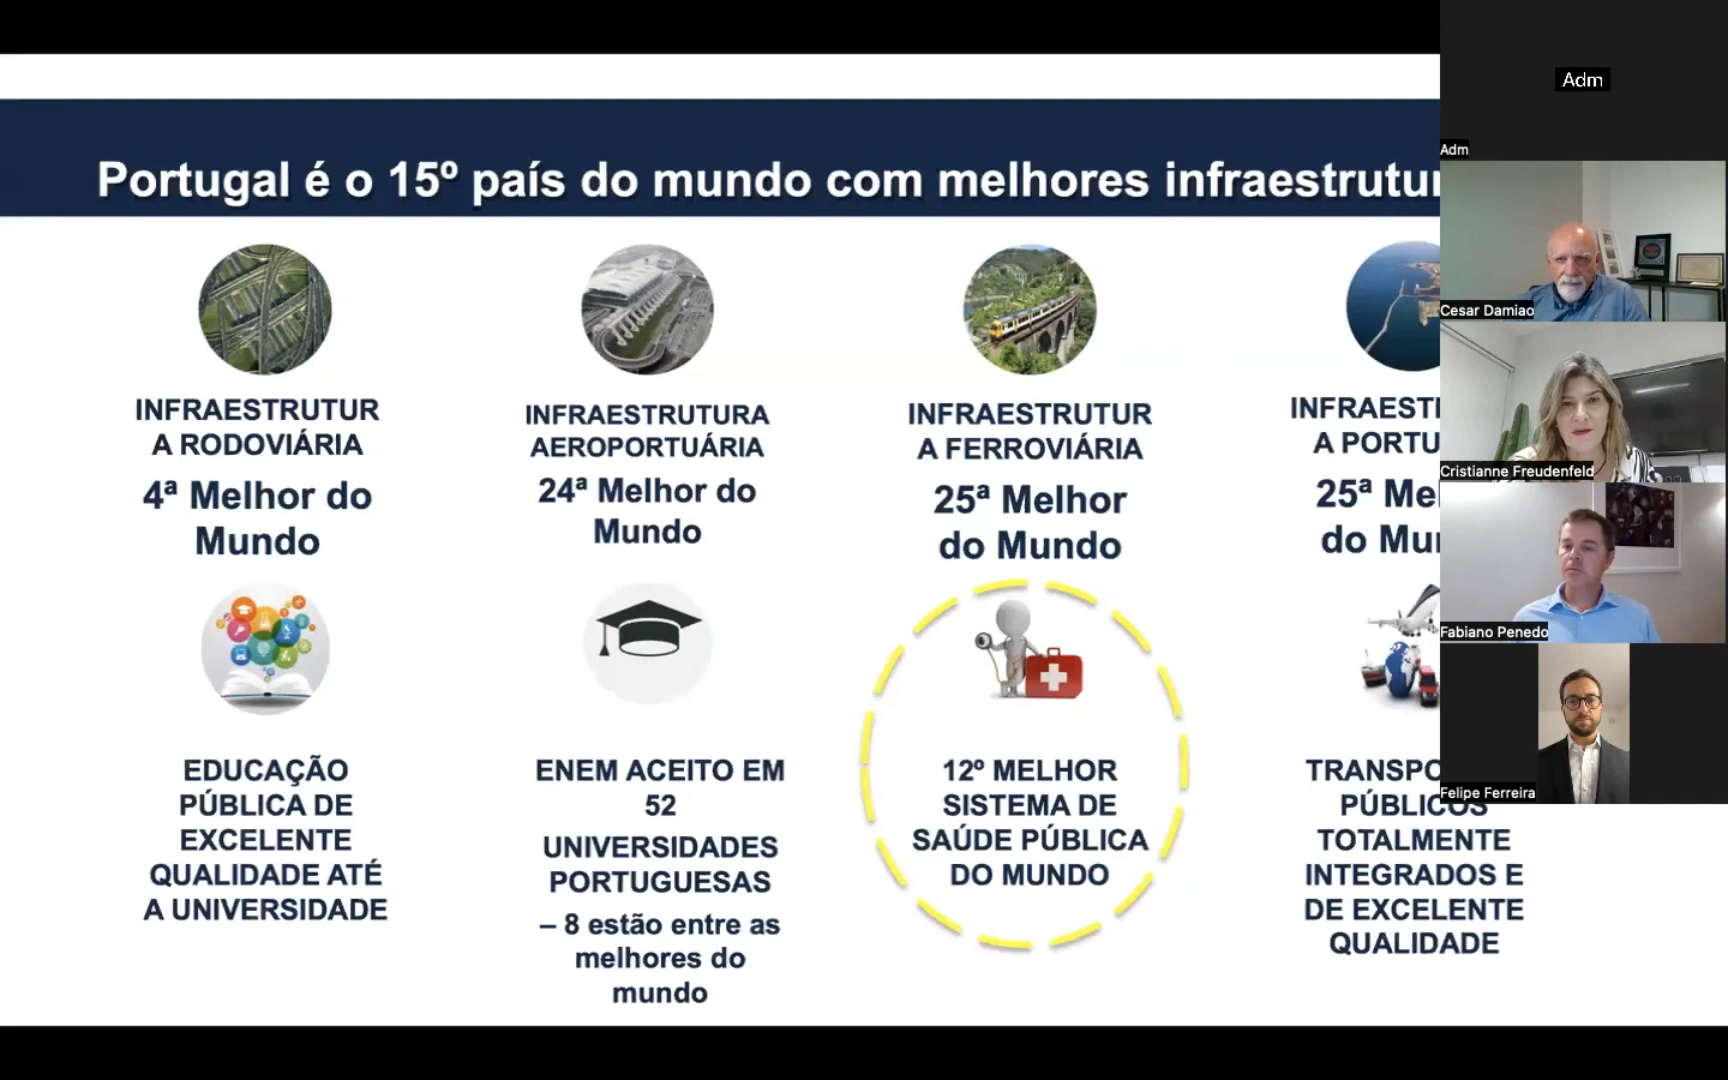 Portugal é o 15º país do mundo com melhores infraestrutur
INFRAESTRUTUR
A RODOVIÁRIA
4ª Melhor do
Mundo
INFRAESTRUTURA
AEROPORTUÁRIA
24ª Melhor do
Mundo
INFRAESTRUTUR
A FERROVIÁRIA
25ª Melhor
do Mundo
INFRAEST
A PORTU
25ª Me
do Mu
EDUCAÇÃO
PÚBLICA DE
EXCELENTE
QUALIDADE ATÉ
A UNIVERSIDADE
ENEM ACEITO EM
52
UNIVERSIDADES
PORTUGUESAS
– 8 estão entre as
melhores do
mundo
12º MELHOR
SISTEMA DE
SAÚDE PÚBLICA
DO MUNDO
TRANSPO
PÚBLICOS
TOTALMENTE
INTEGRADOS E
DE EXCELENTE
QUALIDADE
Adm
Adm
Cesar Damiao
Cristianne Freudenfeld
Fabiano Penedo
Felipe Ferreira